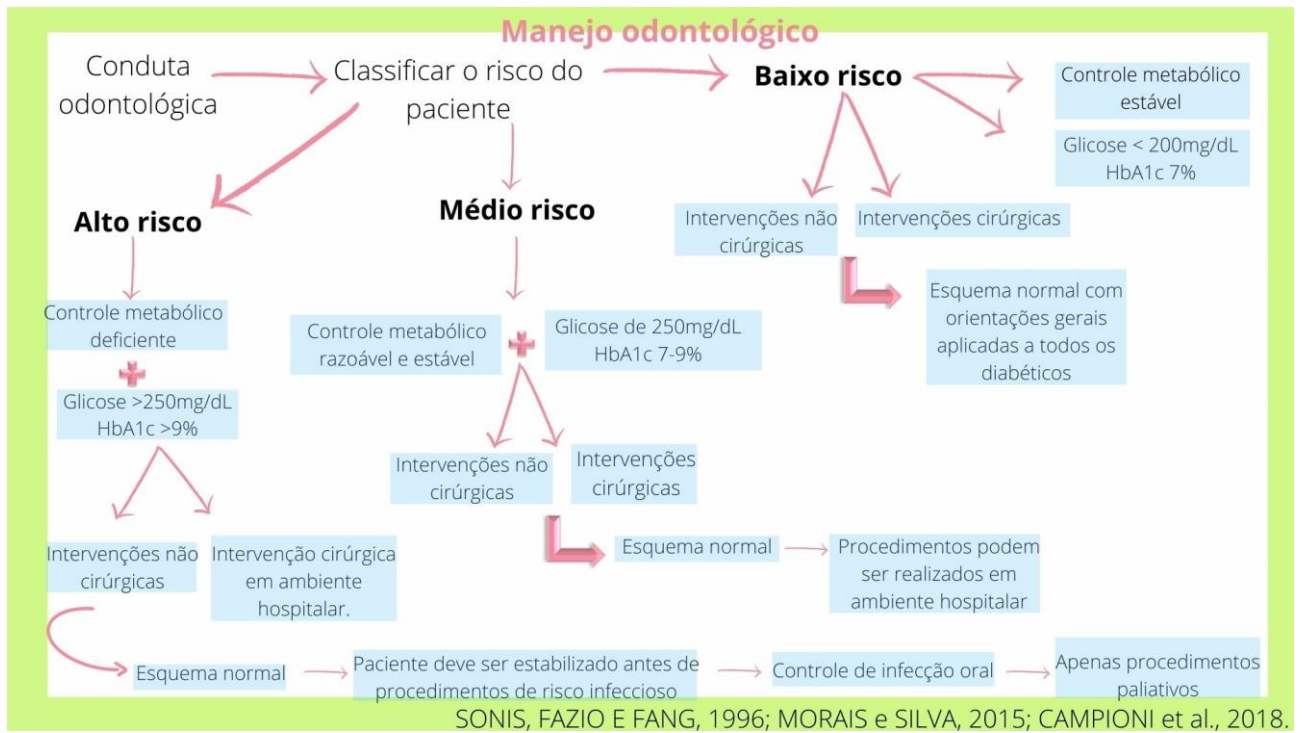 Manejo odontológico
Conduta
odontológica
Classificar o risco do
paciente
Baixo risco
Controle metabólico
estável
Glicose < 200mg/dL
HbA1c 7%
Intervenções não
cirúrgicas
Intervenções cirúrgicas
Esquema normal com
orientações gerais
aplicadas a todos os
diabéticos
Médio risco
Controle metabólico
razoável e estável
Glicose de 250mg/dL
HbA1c 7-9%
Intervenções não
cirúrgicas
Intervenções
cirúrgicas
Esquema normal
Procedimentos podem
ser realizados em
ambiente hospitalar
Alto risco
Controle metabólico
deficiente
Glicose >250mg/dL
HbA1c >9%
Intervenções não
cirúrgicas
Intervenção cirúrgica
em ambiente
hospitalar.
Esquema normal
Paciente deve ser estabilizado antes de
procedimentos de risco infeccioso
Controle de infecção oral
Apenas procedimentos
paliativos
SONIS, FAZIO E FANG, 1996; MORAIS e SILVA, 2015; CAMPIONI et al., 2018.